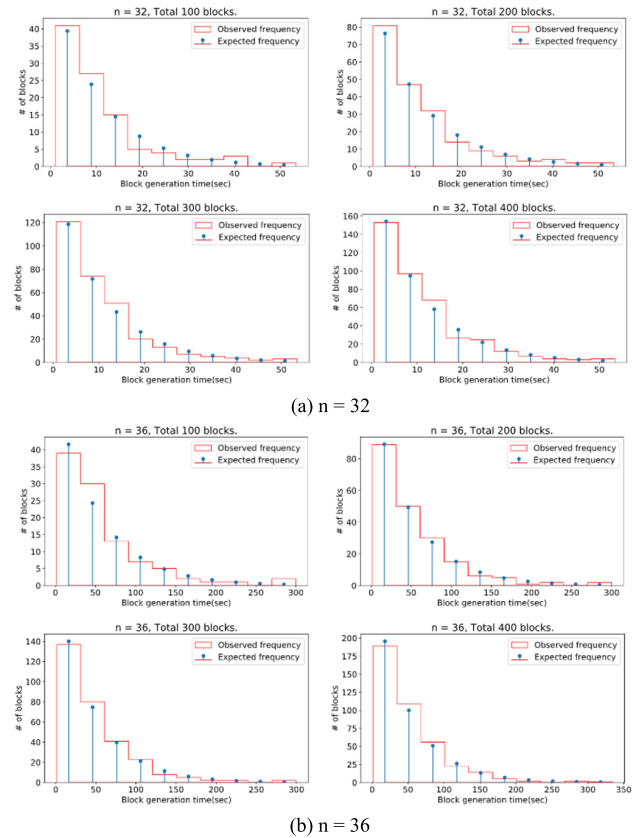 n = 32, Total 100 blocks.
Observed frequency
Expected frequency
# of blocks
40
35
30
25
20
15
10
5
0
0 10 20 30 40 50
Block generation time(sec)
n = 32, Total 200 blocks.
Observed frequency
Expected frequency
# of blocks
80
70
60
50
40
30
20
10
0
0 10 20 30 40 50
Block generation time(sec)
n = 32, Total 300 blocks.
Observed frequency
Expected frequency
# of blocks
120
100
80
60
40
20
0
0 10 20 30 40 50
Block generation time(sec)
n = 32, Total 400 blocks.
Observed frequency
Expected frequency
# of blocks
160
140
120
100
80
60
40
20
0
0 10 20 30 40 50
Block generation time(sec)
(a) n = 32
n = 36, Total 100 blocks.
Observed frequency
Expected frequency
# of blocks
40
35
30
25
20
15
10
5
0
0 50 100 150 200 250 300
Block generation time(sec)
n = 36, Total 200 blocks.
Observed frequency
Expected frequency
# of blocks
80
60
40
20
0
0 50 100 150 200 250 300
Block generation time(sec)
n = 36, Total 300 blocks.
Observed frequency
Expected frequency
# of blocks
140
120
100
80
60
40
20
0
0 50 100 150 200 250 300
Block generation time(sec)
n = 36, Total 400 blocks.
Observed frequency
Expected frequency
# of blocks
200
175
150
125
100
75
50
25
0
0 50 100 150 200 250 300 350
Block generation time(sec)
(b) n = 36